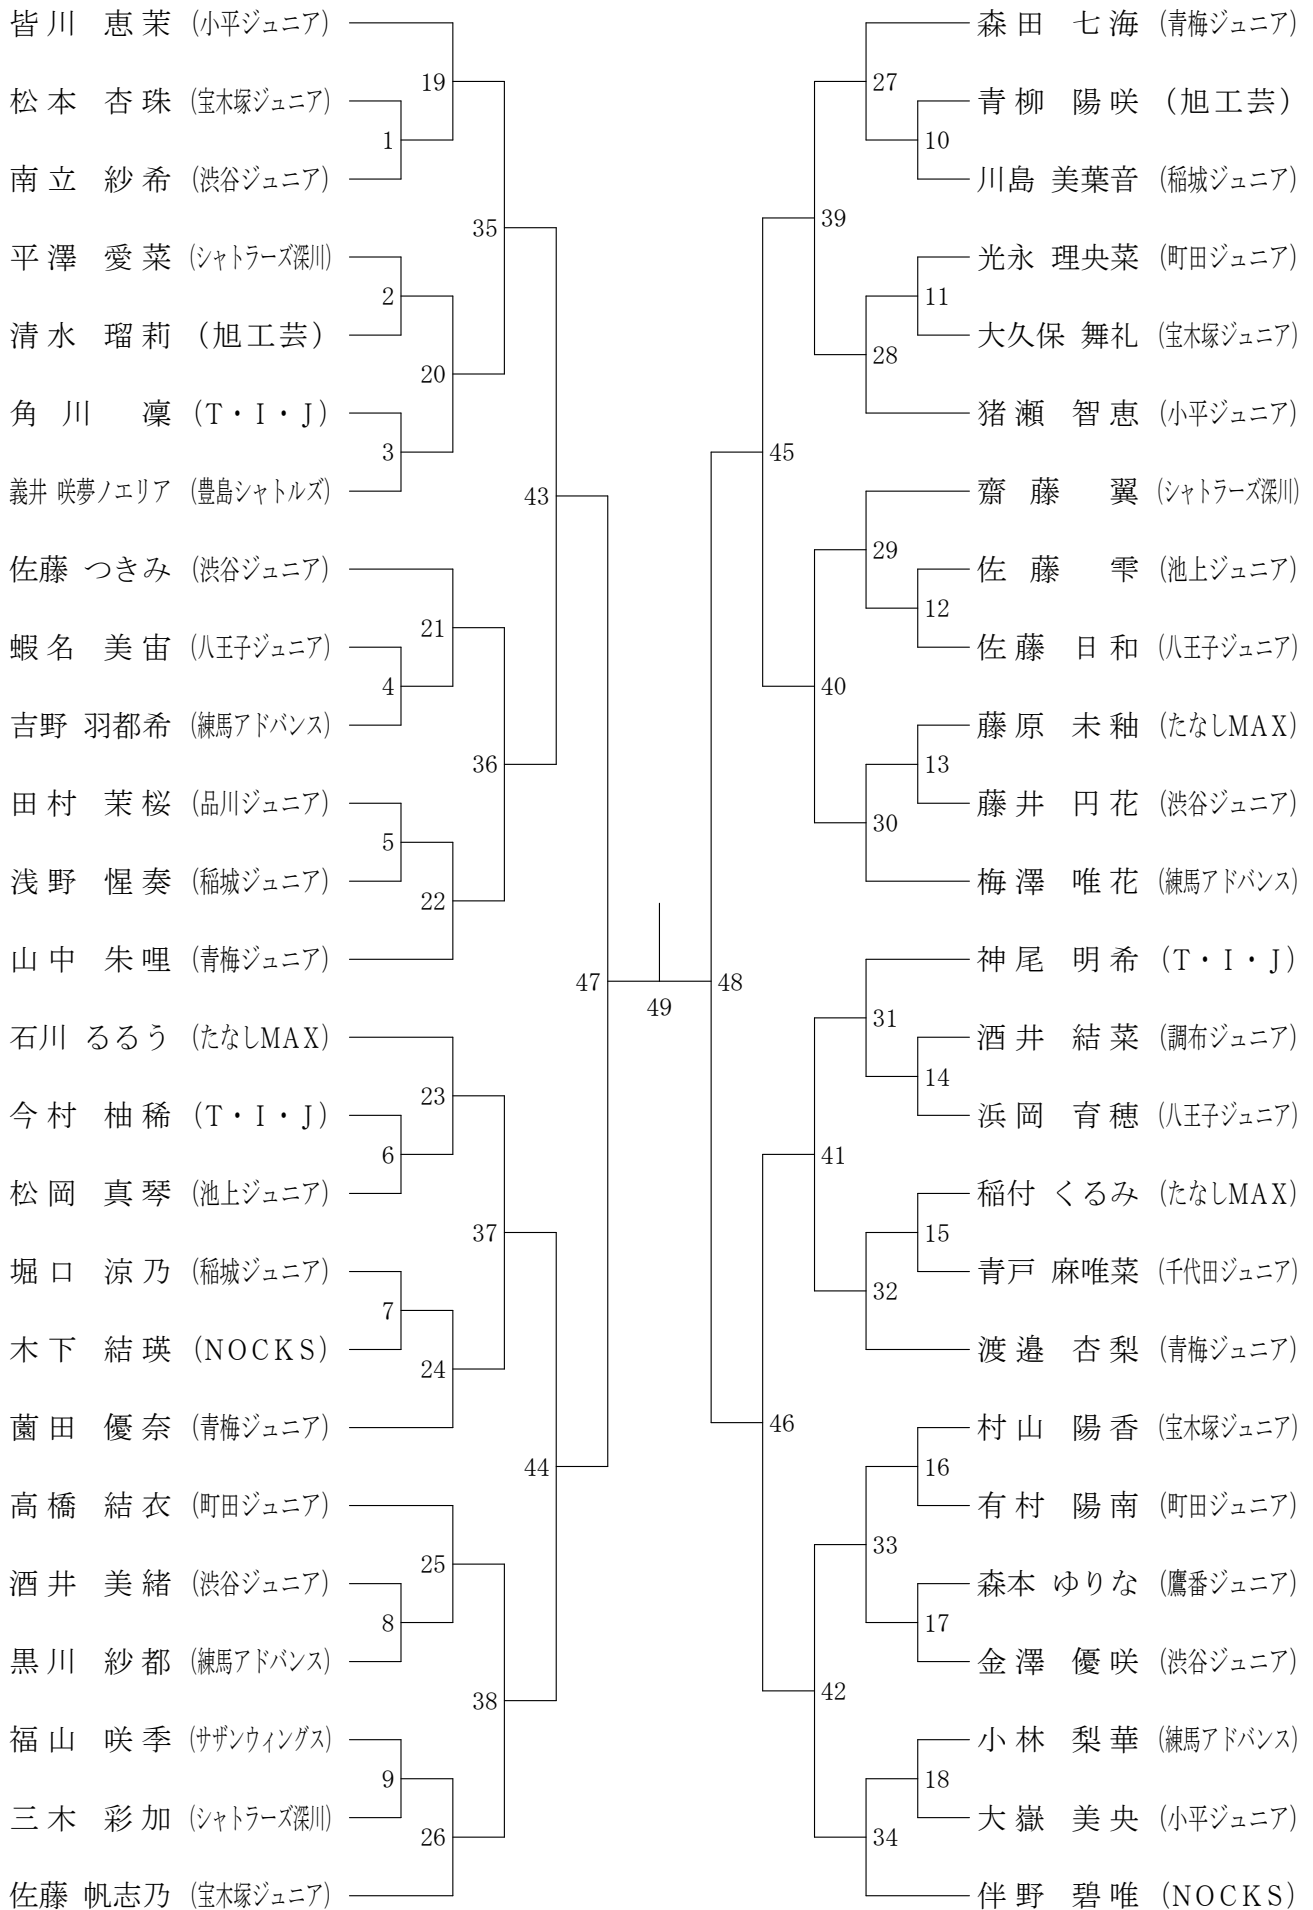 皆川 恵茉 (小平ジュニア)
19
松本 杏珠 (宝木塚ジュニア)
1
南立 紗希 (渋谷ジュニア)
35
平澤 愛菜 (シャトラーズ深川)
2
清水 瑠莉 (旭工芸)
20
角川 凜 (T・I・J)
3
義井 咲夢ノエリア (豊島シャトルズ)
43
佐藤 つきみ (渋谷ジュニア)
21
蝦名 美宙 (八王子ジュニア)
4
吉野 羽都希 (練馬アドバンス)
36
田村 茉桜 (品川ジュニア)
5
浅野 惺奏 (稲城ジュニア)
22
山中 朱哩 (青梅ジュニア)
47
石川 るるう (たなしMAX)
23
今村 柚稀 (T・I・J)
6
松岡 真琴 (池上ジュニア)
37
堀口 涼乃 (稲城ジュニア)
7
木下 結瑛 (NOCKS)
24
薗田 優奈 (青梅ジュニア)
44
高橋 結衣 (町田ジュニア)
25
酒井 美緒 (渋谷ジュニア)
8
黒川 紗都 (練馬アドバンス)
38
福山 咲季 (サザンウィングス)
9
三木 彩加 (シャトラーズ深川)
26
佐藤 帆志乃 (宝木塚ジュニア)
49
48
森田 七海 (青梅ジュニア)
27
青柳 陽咲 (旭工芸)
10
川島 美葉音 (稲城ジュニア)
39
光永 理央菜 (町田ジュニア)
11
大久保 舞礼 (宝木塚ジュニア)
28
猪瀬 智恵 (小平ジュニア)
45
齋藤 翼 (シャトラーズ深川)
29
佐藤 雫 (池上ジュニア)
12
佐藤 日和 (八王子ジュニア)
40
藤原 未釉 (たなしMAX)
13
藤井 円花 (渋谷ジュニア)
30
梅澤 唯花 (練馬アドバンス)
神尾 明希 (T・I・J)
31
酒井 結菜 (調布ジュニア)
14
浜岡 育穂 (八王子ジュニア)
41
稲付 くるみ (たなしMAX)
15
青戸 麻唯菜 (千代田ジュニア)
32
渡邉 杏梨 (青梅ジュニア)
46
村山 陽香 (宝木塚ジュニア)
16
有村 陽南 (町田ジュニア)
33
森本 ゆりな (鷹番ジュニア)
17
金澤 優咲 (渋谷ジュニア)
42
小林 梨華 (練馬アドバンス)
18
大嶽 美央 (小平ジュニア)
34
伴野 碧唯 (NOCKS)